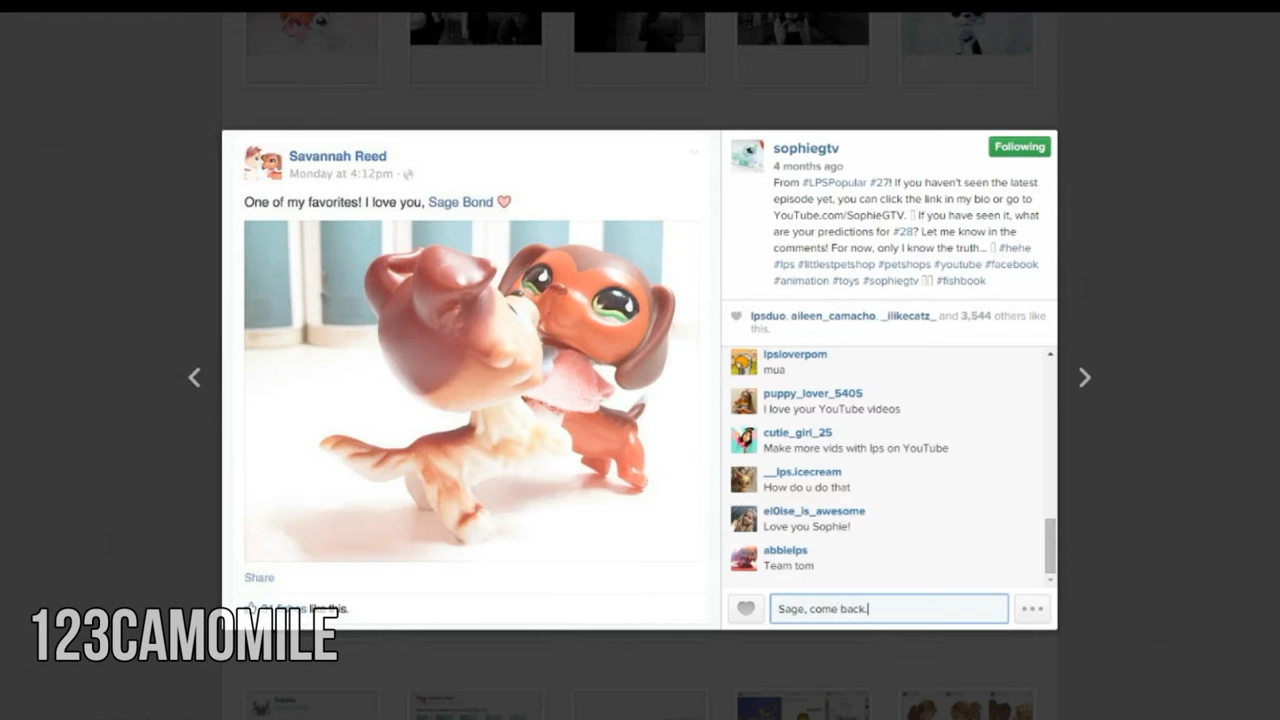 Savannah Reed
Monday at 4:12pm ·
One of my favorites! I love you, Sage Bond
Share
like this.
123CAMOMILE
sophiegtv
Following
4 months ago
From #LPSPopular #27! If you haven't seen the latest
episode yet, you can click the link in my bio or go to
YouTube.com/SophieGTV. If you have seen it, what
are your predictions for #28? Let me know in the
comments! For now, only I know the truth... #hehe
#lps #littlestpetshop #petshops #youtube #facebook
#animation #toys #sophiegtv #fishbook
lpsduo, aileen_camacho, _ilikecatz_ and 3,544 others like
this.
lpsloverpom
mua
puppy_lover_5405
I love your YouTube videos
cutie_girl_25
Make more vids with lps on YouTube
__lps.icecream
How do u do that
el0ise_is_awesome
Love you Sophie!
abbielps
Team tom
Sage, come back.